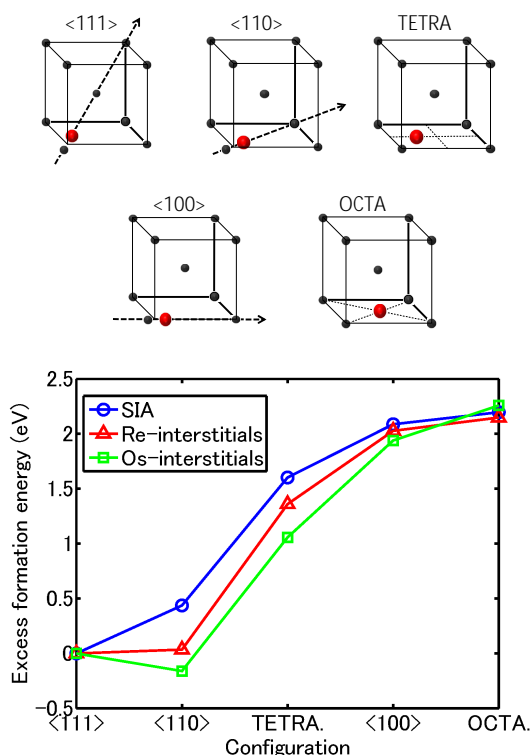 <111>
<110>
TETRA
<100>
OCTA
2.5
2
1.5
1
0.5
0
−0.5
Excess formation energy (eV)
SIA
Re-interstitials
Os-interstitials
<111> <110> TETRA. <100> OCTA.
Configuration